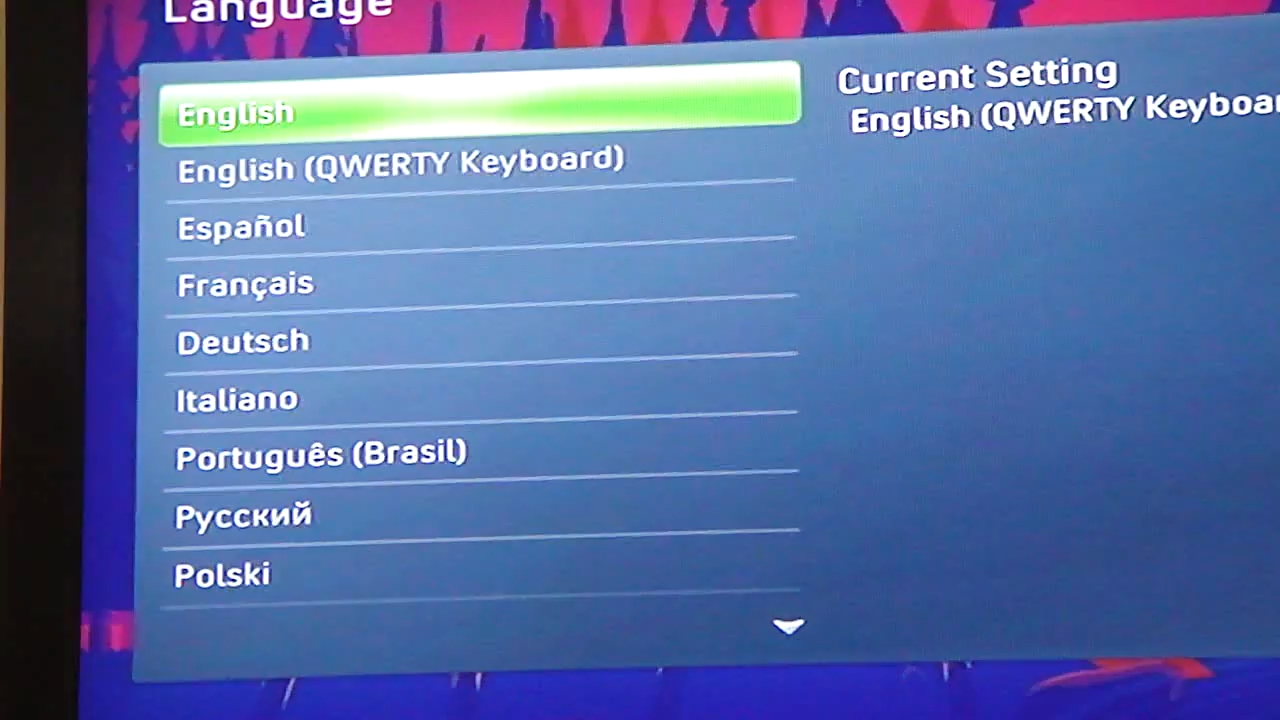 Language
English
English (QWERTY Keyboard)
Español
Français
Deutsch
Italiano
Português (Brasil)
Русский
Polski
Current Setting
English (QWERTY Keyboar